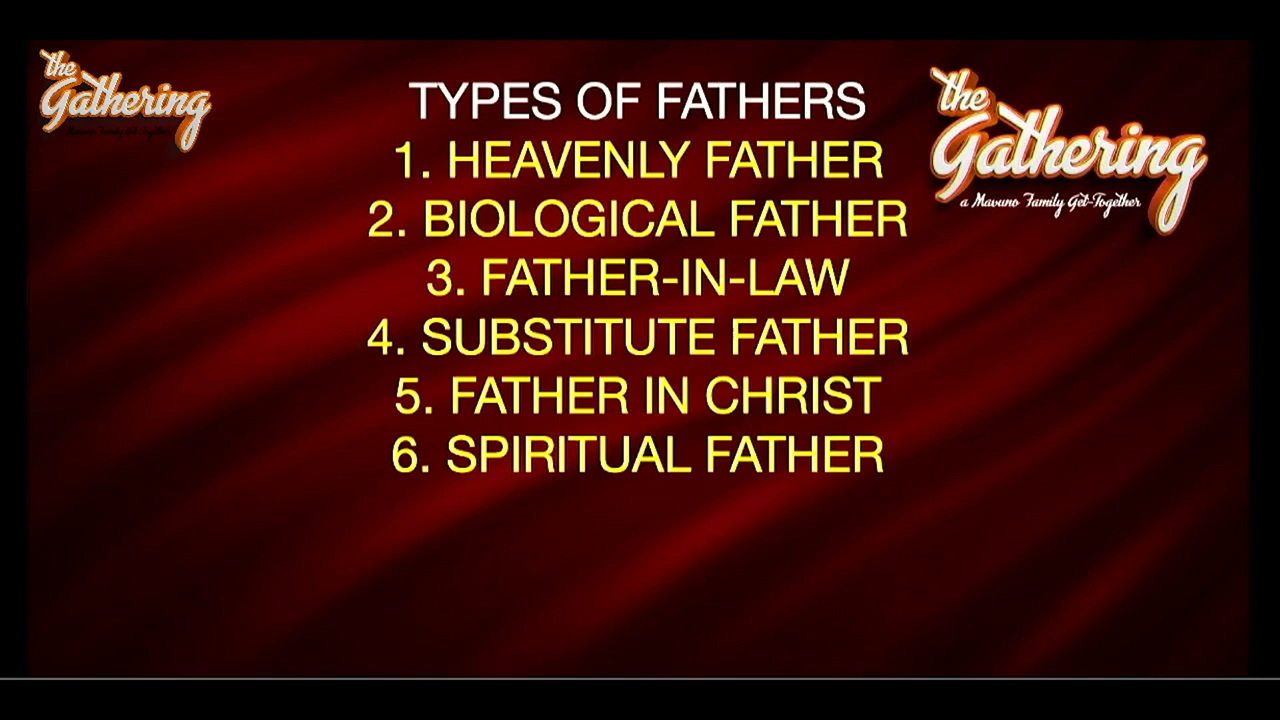 the
Gathering
TYPES OF FATHERS
1. HEAVENLY FATHER
2. BIOLOGICAL FATHER
3. FATHER-IN-LAW
4. SUBSTITUTE FATHER
5. FATHER IN CHRIST
6. SPIRITUAL FATHER
the
Gathering
a Mavuno Family Get-Together